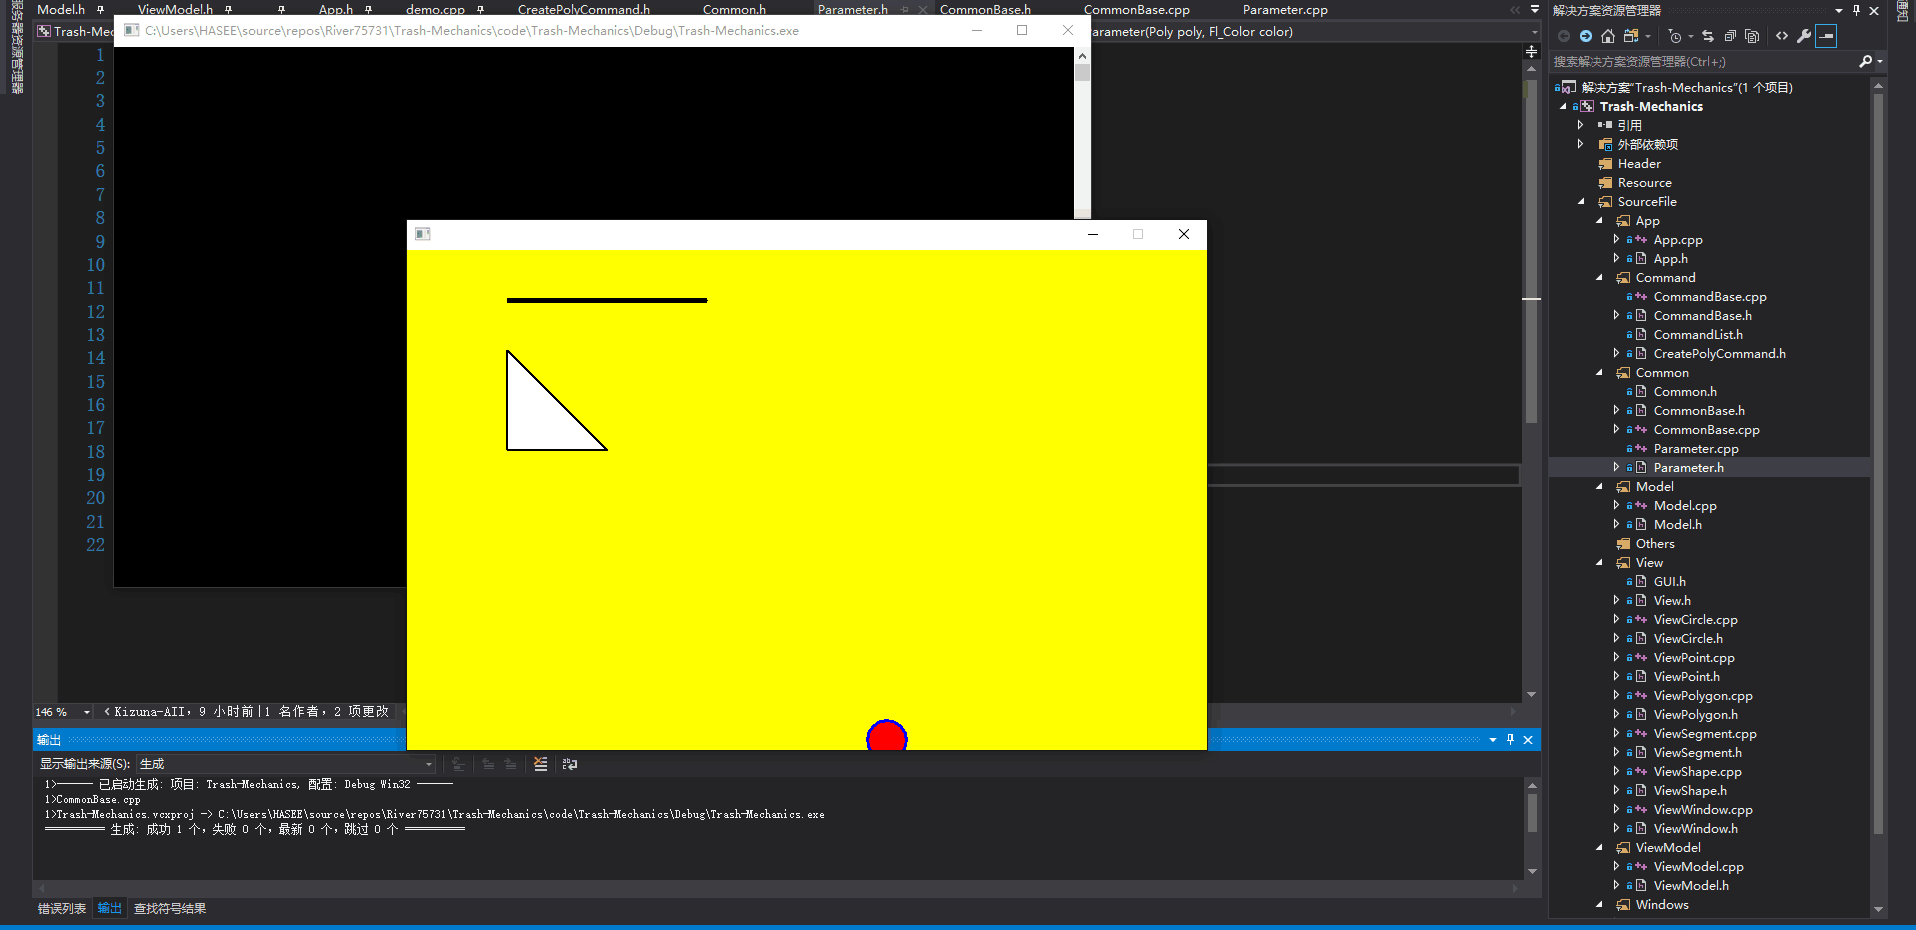 Model.h ViewModel.h App.h demo.cpp CreatePolyCommand.h Common.h Parameter.h CommonBase.h CommonBase.cpp Parameter.cpp
服务器资源管理器
Trash-Mec
C:\Users\HASEE\source\repos\River75731\Trash-Mechanics\code\Trash-Mechanics\Debug\Trash-Mechanics.exe
arameter(Poly poly, Fl_Color color)
1
2
3
4
5
6
7
8
9
10
11
12
13
14
15
16
17
18
19
20
21
22
146 %
Kizuna-AII，9 小时前|1 名作者，2 项更改
输出
显示输出来源(S): 生成
1>------ 已启动生成: 项目: Trash-Mechanics, 配置: Debug Win32 ------
1>CommonBase.cpp
1>Trash-Mechanics.vcxproj -> C:\Users\HASEE\source\repos\River75731\Trash-Mechanics\code\Trash-Mechanics\Debug\Trash-Mechanics.exe
========== 生成: 成功 1 个，失败 0 个，最新 0 个，跳过 0 个 ==========
错误列表 输出 查找符号结果
解决方案资源管理器
通知
搜索解决方案资源管理器(Ctrl+;)
解决方案"Trash-Mechanics"(1 个项目)
Trash-Mechanics
引用
外部依赖项
Header
Resource
SourceFile
App
App.cpp
App.h
Command
CommandBase.cpp
CommandBase.h
CommandList.h
CreatePolyCommand.h
Common
Common.h
CommonBase.h
CommonBase.cpp
Parameter.cpp
Parameter.h
Model
Model.cpp
Model.h
Others
View
GUI.h
View.h
ViewCircle.cpp
ViewCircle.h
ViewPoint.cpp
ViewPoint.h
ViewPolygon.cpp
ViewPolygon.h
ViewSegment.cpp
ViewSegment.h
ViewShape.cpp
ViewShape.h
ViewWindow.cpp
ViewWindow.h
ViewModel
ViewModel.cpp
ViewModel.h
Windows